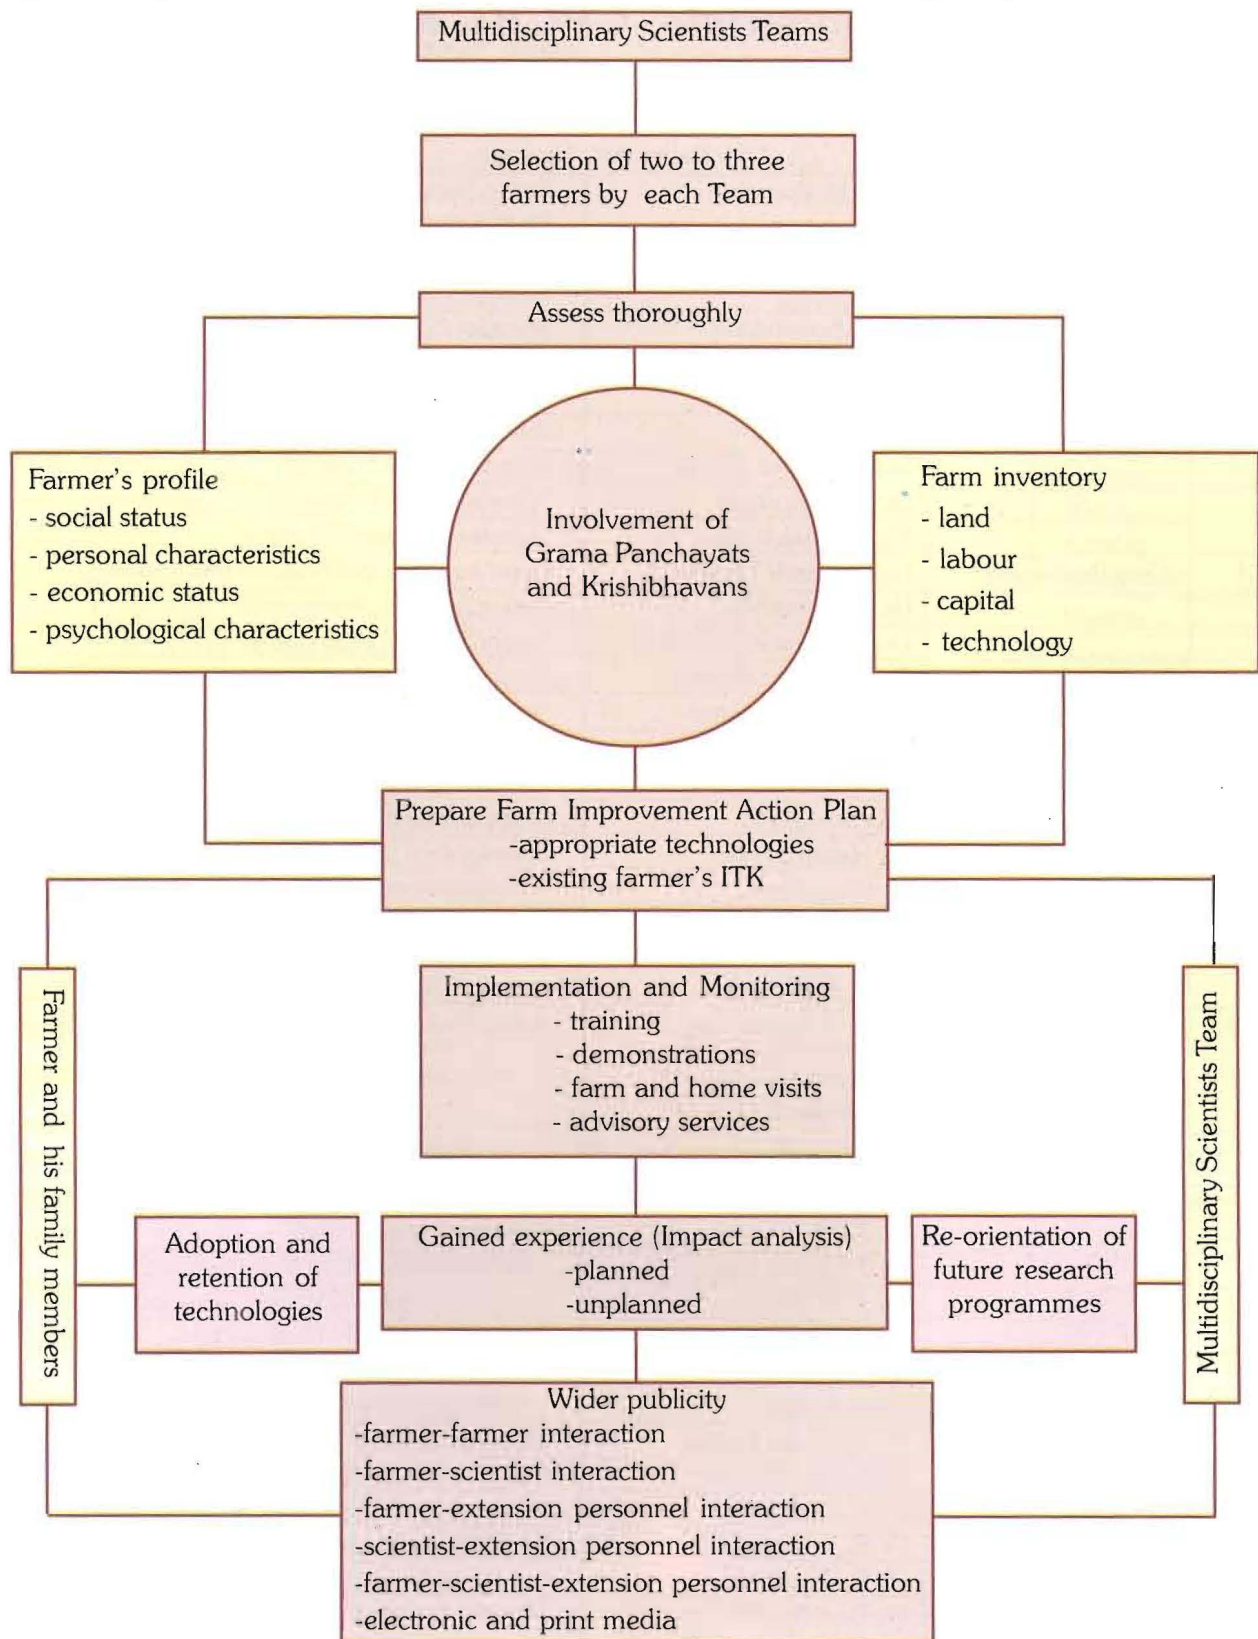 Multidisciplinary Scientists Teams
Selection of two to three
farmers by each Team
Assess thoroughly
Farmer's profile
- social status
- personal characteristics
- economic status
- psychological characteristics
Involvement of
Grama Panchayats
and Krishibhavans
Farm inventory
- land
- labour
- capital
- technology
Prepare Farm Improvement Action Plan
-appropriate technologies
-existing farmer's ITK
Farmer and his family members
Implementation and Monitoring
- training
- demonstrations
- farm and home visits
- advisory services
Multidisciplinary Scientists Team
Adoption and
retention of
technologies
Gained experience (Impact analysis)
-planned
-unplanned
Re-orientation of
future research
programmes
Wider publicity
-farmer-farmer interaction
-farmer-scientist interaction
-farmer-extension personnel interaction
-scientist-extension personnel interaction
-farmer-scientist-extension personnel interaction
-electronic and print media